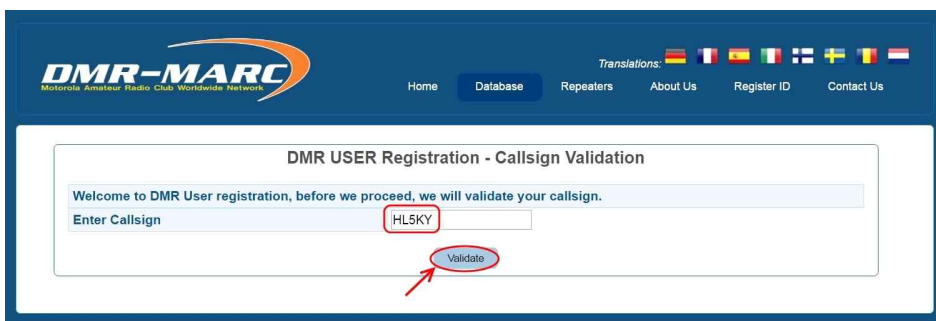 DMR-MARC
Motorola Amateur Radio Club Worldwide Network
Translations:
Home Database Repeaters About Us Register ID Contact Us
DMR USER Registration - Callsign Validation
Welcome to DMR User registration, before we proceed, we will validate your callsign.
Enter Callsign HL5KY
Validate